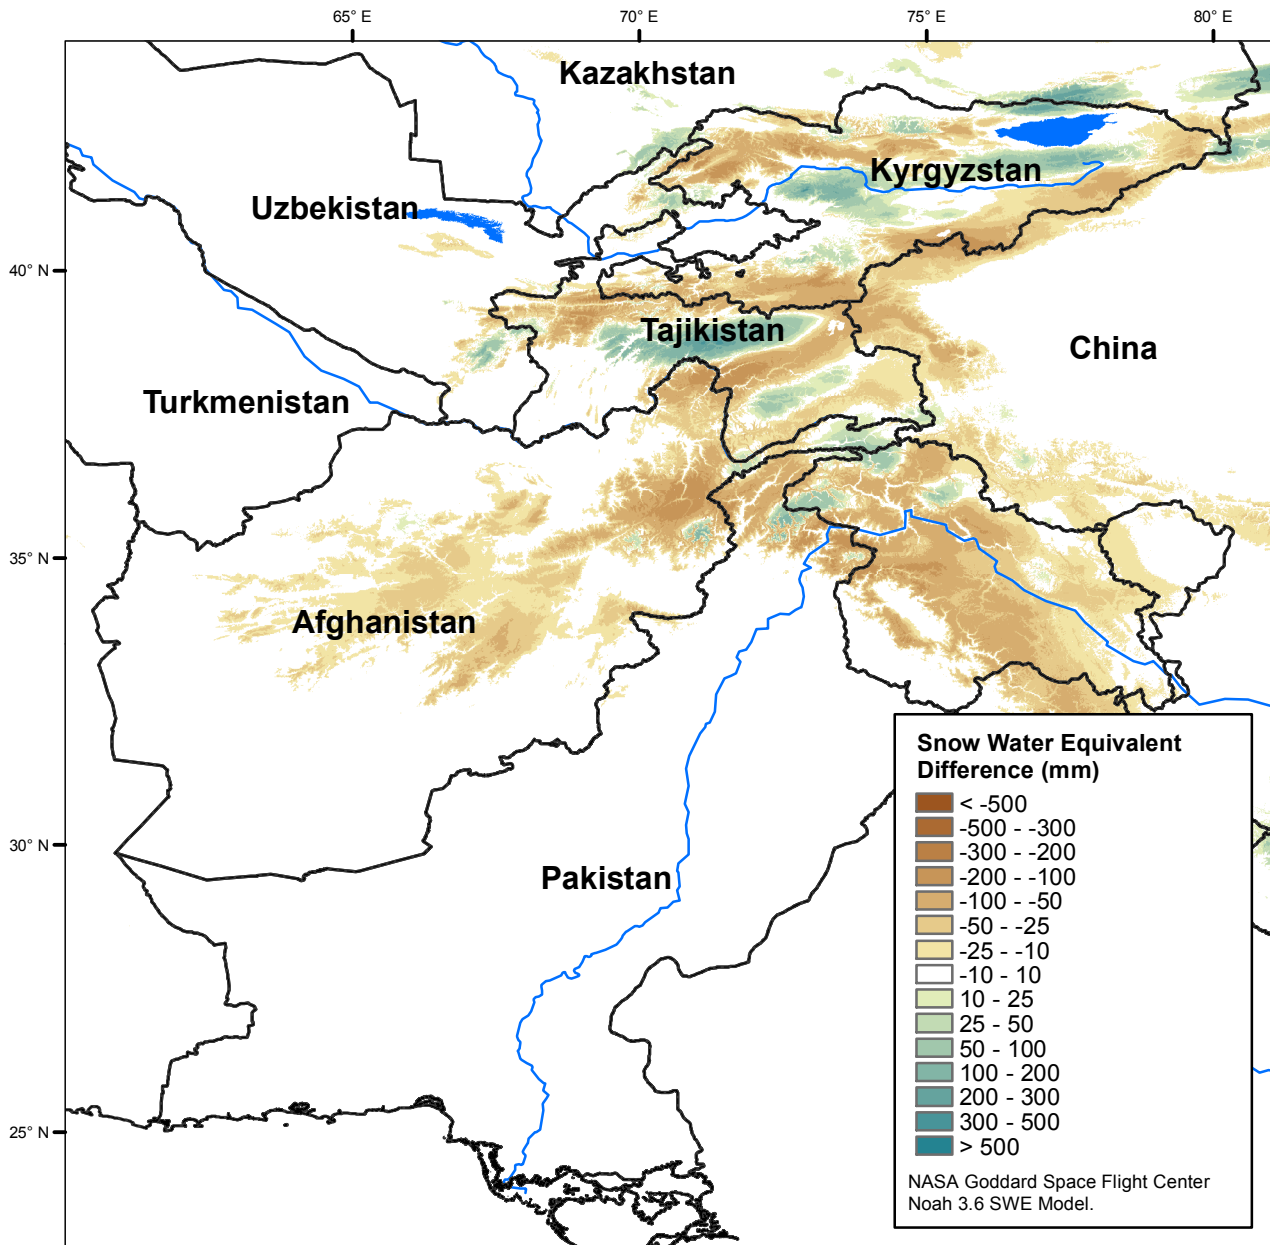 65° E
70° E
75° E
80° E
Kazakhstan
Kyrgyzstan
Uzbekistan
40° N
Tajikistan
China
Turkmenistan
35° N
Afghanistan
30° N
Pakistan
25° N
Snow Water Equivalent
Difference (mm)
< -500
-500 - -300
-300 - -200
-200 - -100
-100 - -50
-50 - -25
-25 - -10
-10 - 10
10 - 25
25 - 50
50 - 100
100 - 200
200 - 300
300 - 500
> 500
NASA Goddard Space Flight Center
Noah 3.6 SWE Model.